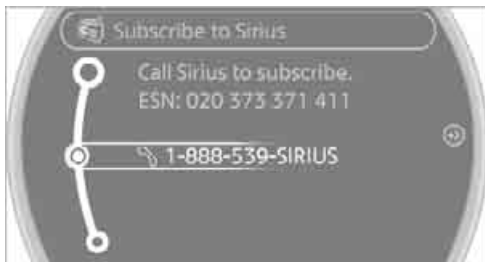 Subscribe to Sirius
Call Sirius to subscribe.
ESN: 020 373 371 411
1-888-539-SIRIUS